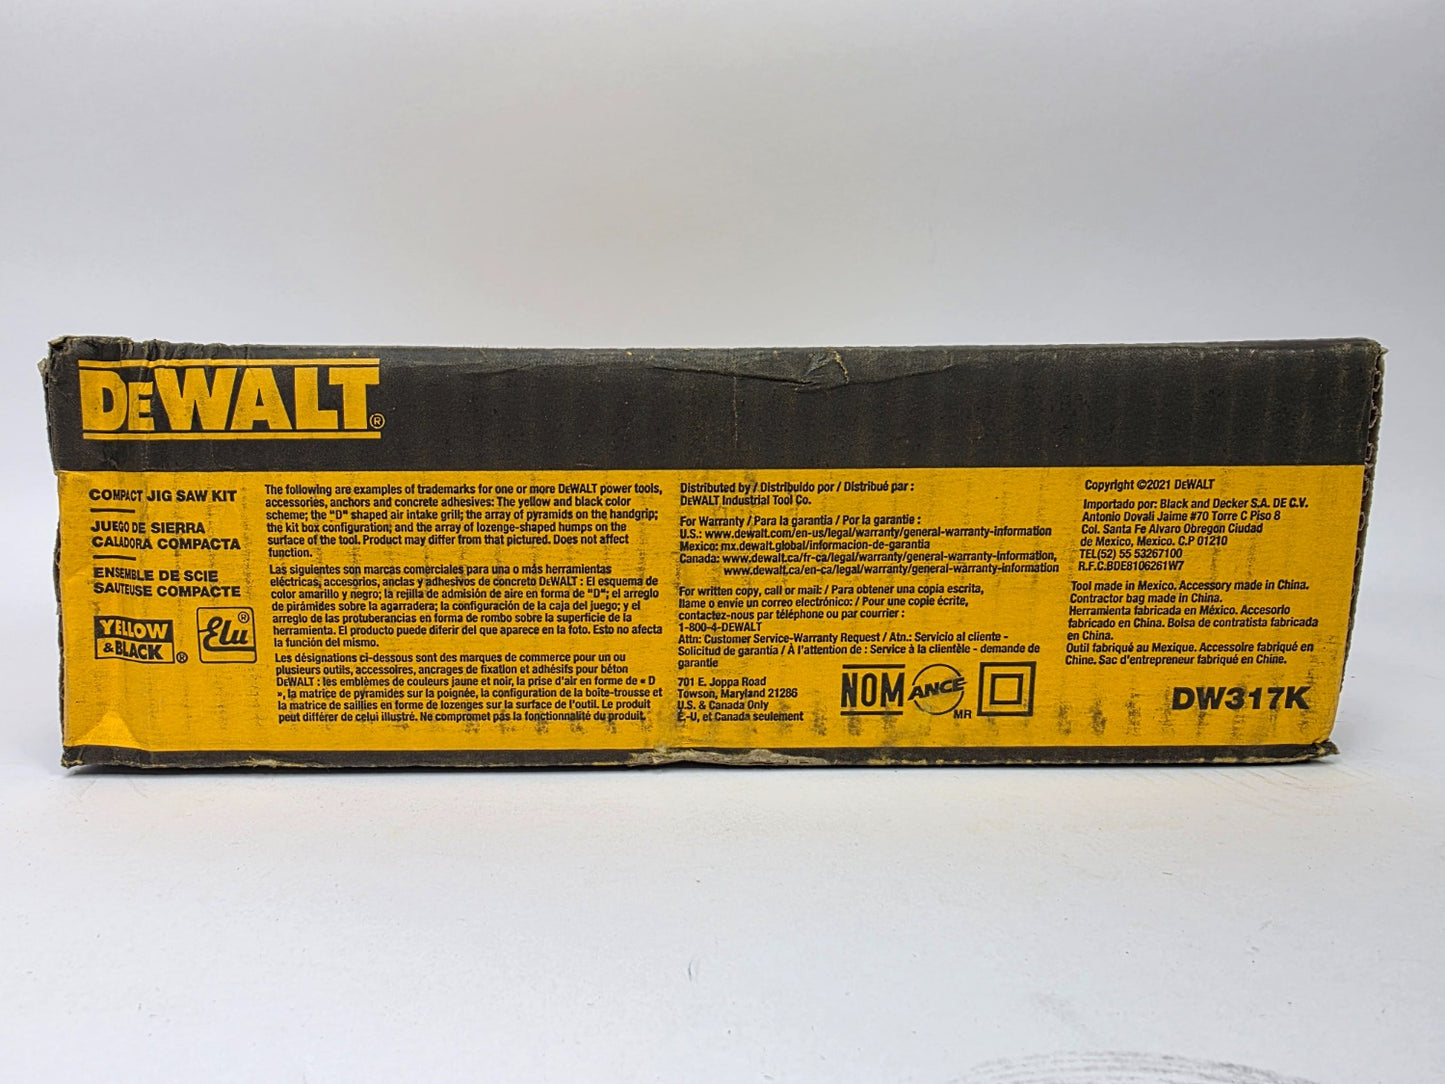 DEWALT®
COMPACT JIG SAW KIT
JUEGO DE SIERRA
CALADORA COMPACTA
ENSEMBLE DE SCIE
SAUTEUSE COMPACTE
YELLOW
&BLACK®
Elu®
The following are examples of trademarks for one or more DEWALT power tools,
accessories, anchors and concrete adhesives: The yellow and black color
scheme; the "D" shaped air intake grill; the array of pyramids on the handgrip;
the kit box configuration; and the array of lozenge-shaped humps on the
surface of the tool. Product may differ from that pictured. Does not affect
function.
Las siguientes son marcas comerciales para una o más herramientas
eléctricas, accesorios, anclas y adhesivos de concreto DEWALT : El esquema de
color amarillo y negro; la rejilla de admisión de aire en forma de "D"; el arreglo
de pirámides sobre la agarradera; la configuración de la caja del juego; y el
arreglo de las protuberancias en forma de rombo sobre la superficie de la
herramienta. El producto puede diferir del que aparece en la foto. Esto no afecta
la función del mismo.
Les désignations ci-dessous sont des marques de commerce pour un ou
plusieurs outils, accessoires, ancrages de fixation et adhésifs pour béton
DEWALT : les emblèmes de couleurs jaune et noir, la prise d'air en forme de « D
», la matrice de pyramides sur la poignée, la configuration de la boîte-trousse et
la matrice de saillies en forme de lozenges sur la surface de l'outil. Le produit
peut différer de celui illustré. Ne compromet pas la fonctionnalité du produit.
Distributed by / Distribuido por / Distribué par :
DEWALT Industrial Tool Co.
For Warranty / Para la garantía / Por la garantie :
U.S.: www.dewalt.com/en-us/legal/warranty/general-warranty-information
Mexico: mx.dewalt.global/informacion-de-garantia
Canada: www.dewalt.ca/fr-ca/legal/warranty/general-warranty-information,
www.dewalt.ca/en-ca/legal/warranty/general-warranty-information
For written copy, call or mail: / Para obtener una copia escrita,
llame o envíe un correo electrónico: / Pour une copie écrite,
contactez-nous par téléphone ou par courrier :
1-800-4-DEWALT
Attn: Customer Service-Warranty Request / Atn.: Servicio al cliente -
Solicitud de garantía / À l'attention de : Service à la clientèle - demande de
garantie
701 E. Joppa Road
Towson, Maryland 21286
U.S. & Canada Only
É.-U, et Canada seulement
NOM ANCE MR
Copyright ©2021 DEWALT
Importado por: Black and Decker S.A. DE C.V.
Antonio Dovali Jaime #70 Torre C Piso 8
Col. Santa Fe Alvaro Obregón Ciudad
de Mexico, Mexico. C.P 01210
TEL(52) 55 53267100
R.F.C.BDE8106261W7
Tool made in Mexico. Accessory made in China.
Contractor bag made in China.
Herramienta fabricada en México. Accesorio
fabricado en China. Bolsa de contratista fabricada
en China.
Outil fabriqué au Mexique. Accessoire fabriqué en
Chine. Sac d'entrepreneur fabriqué en Chine.
DW317K